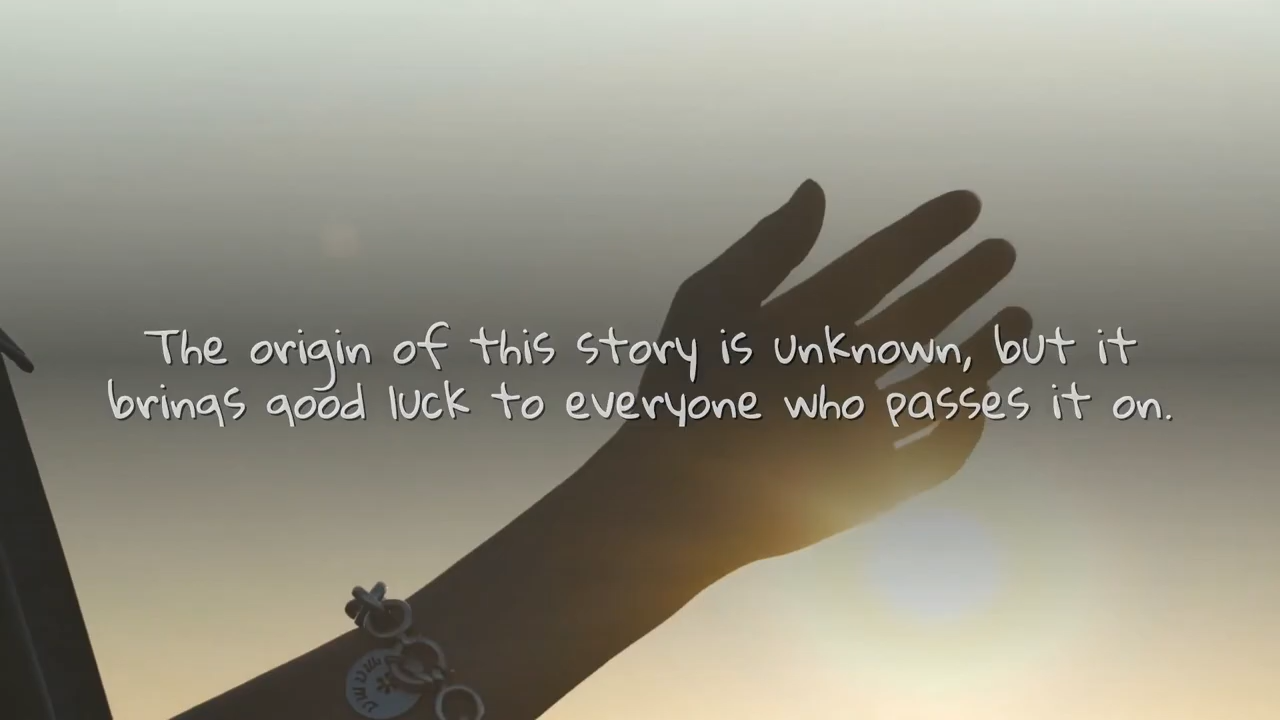 The origin of this story is unknown, but it
brings good luck to everyone who passes it on.